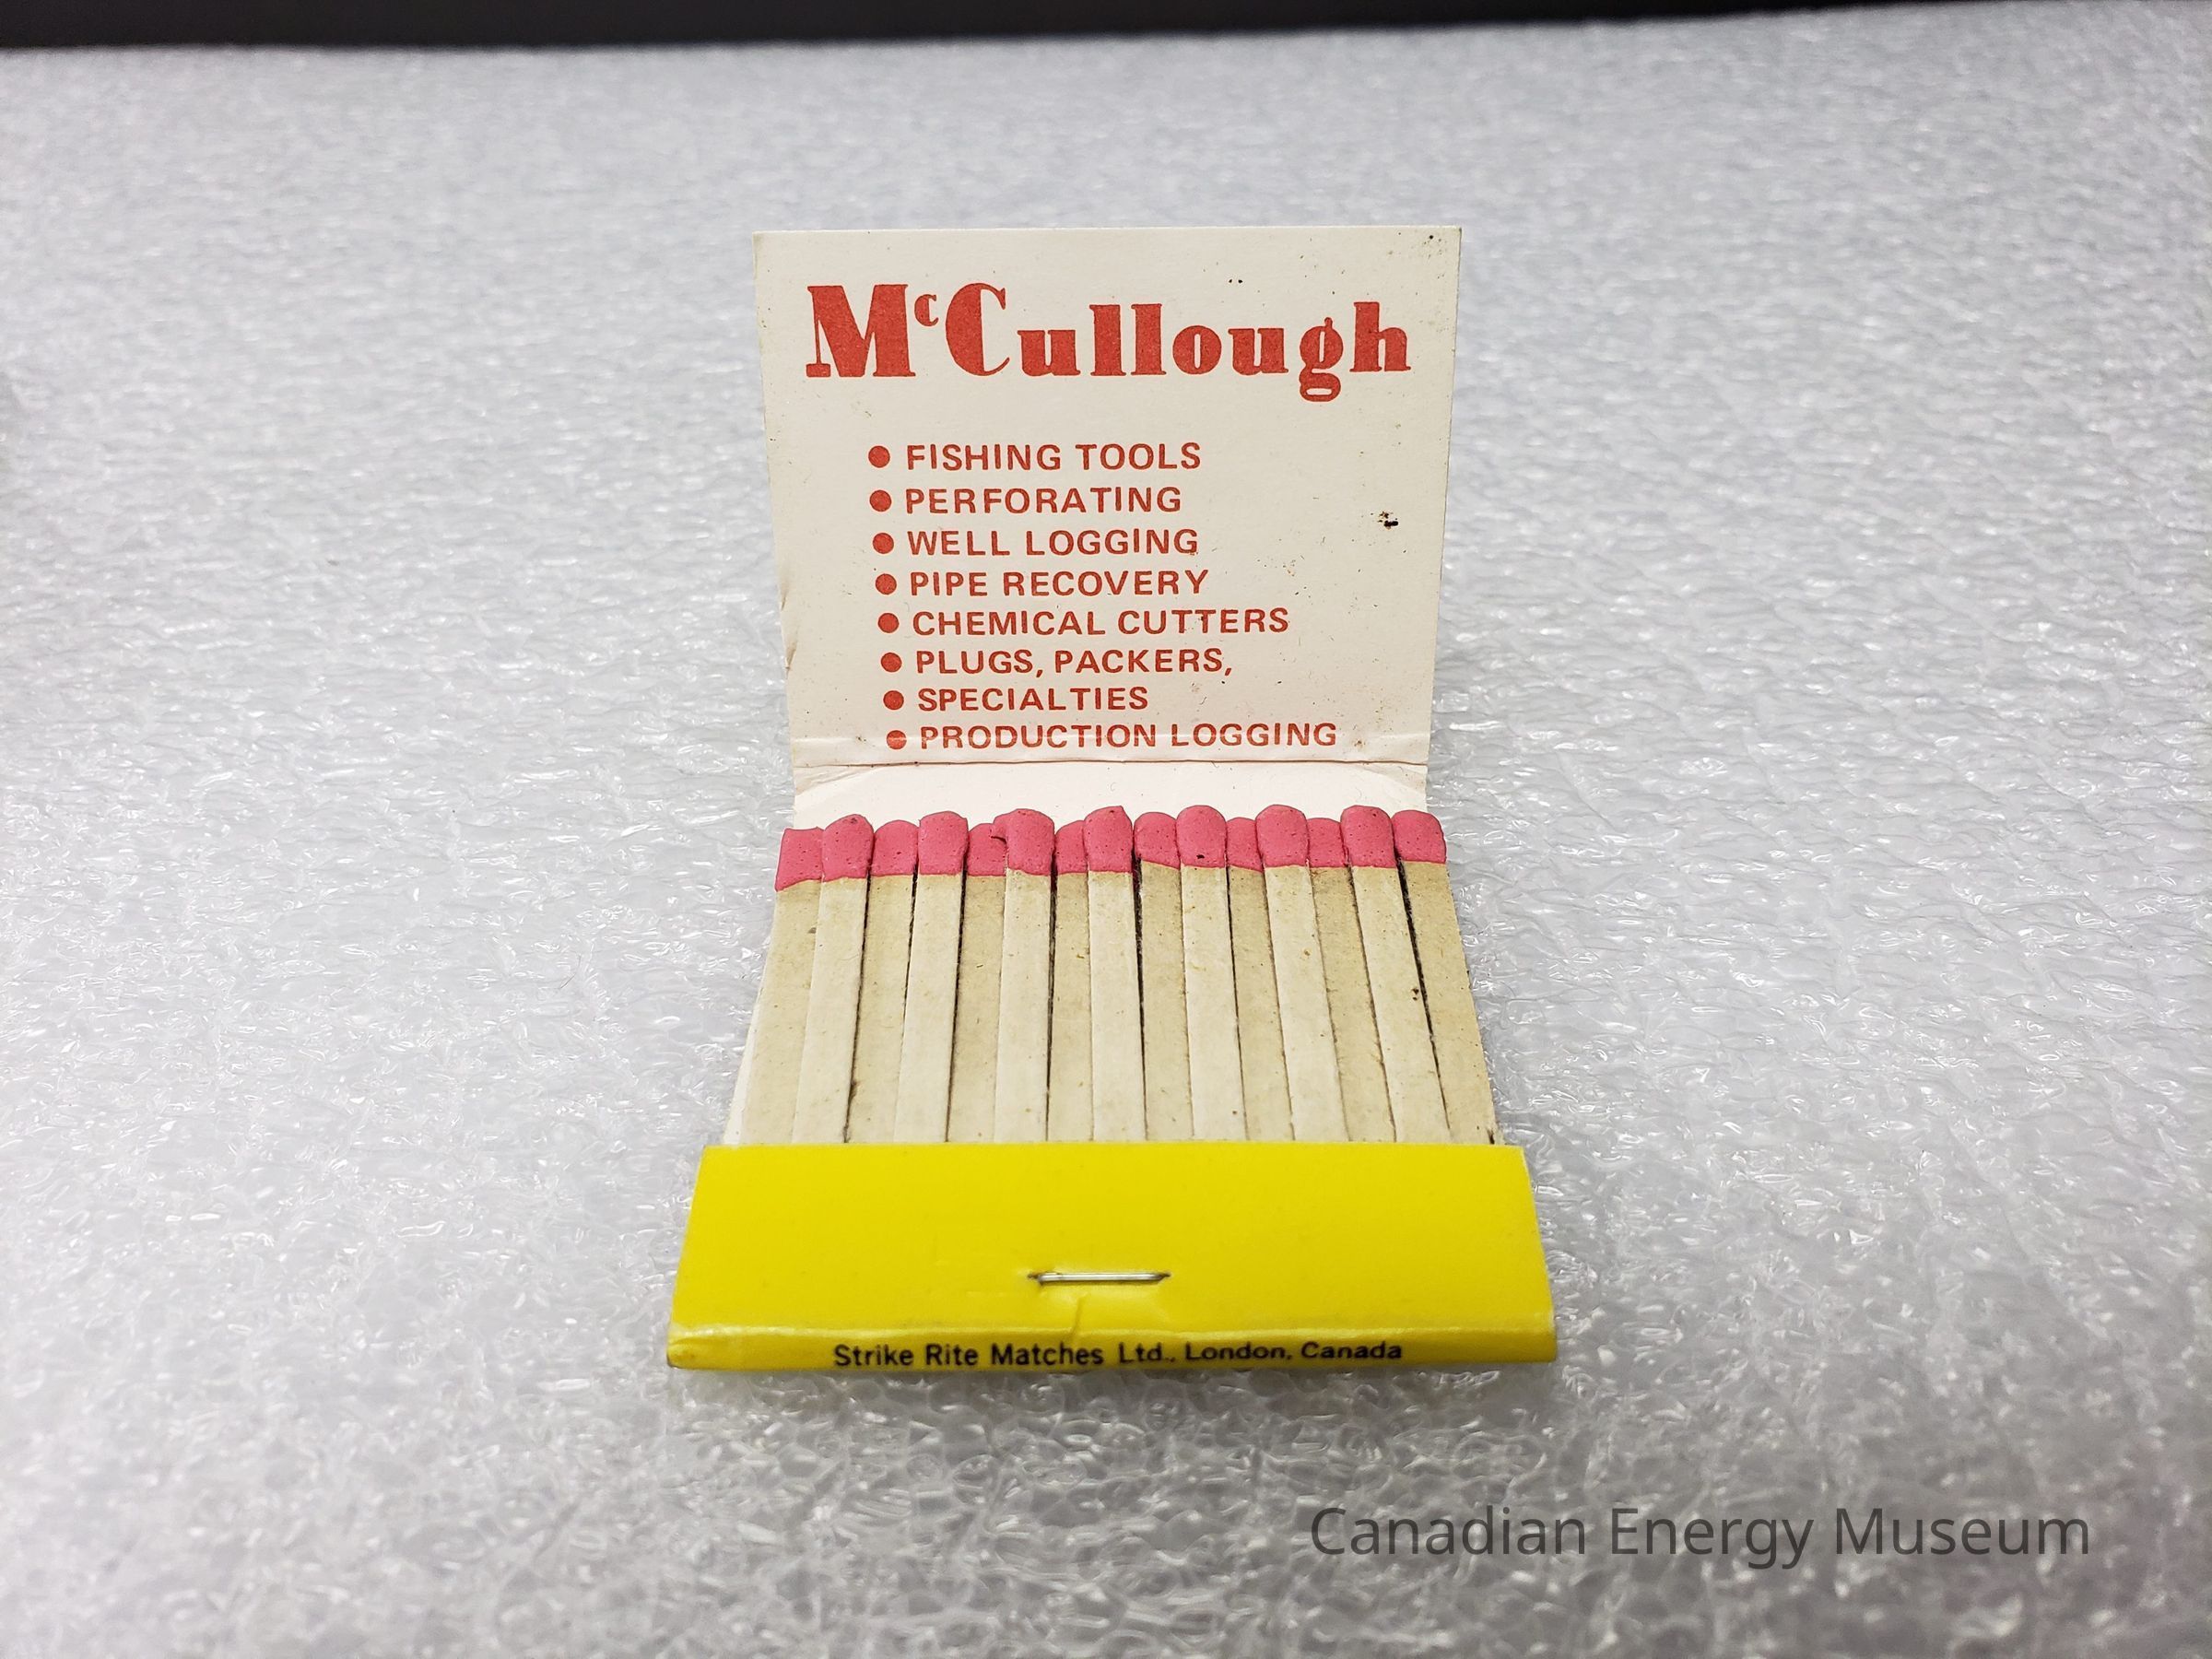 McCullough
• FISHING TOOLS
• PERFORATING
• WELL LOGGING
• PIPE RECOVERY
• CHEMICAL CUTTERS
• PLUGS, PACKERS,
• SPECIALTIES
• PRODUCTION LOGGING
Strike Rite Matches Ltd., London, Canada
Canadian Energy Museum